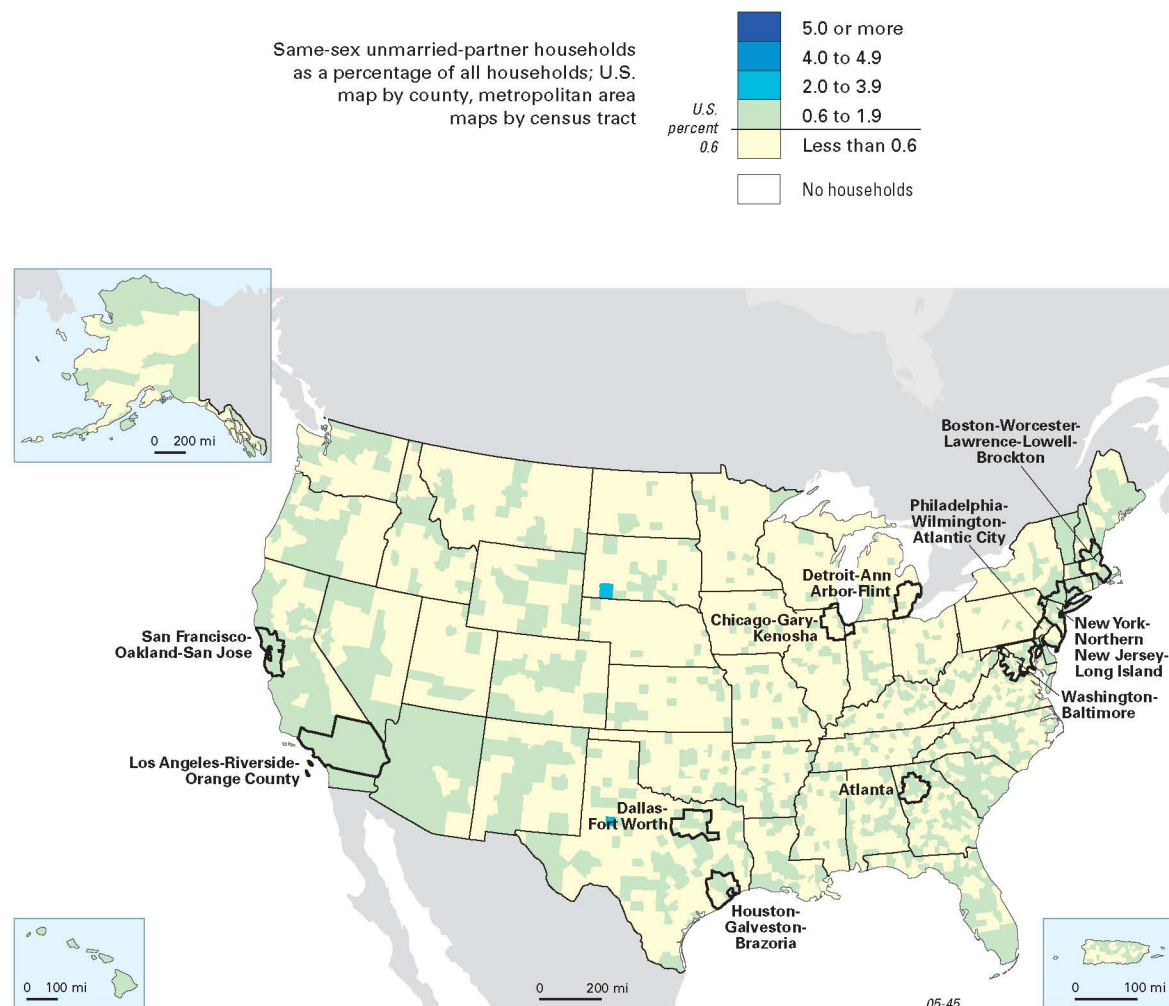 Same-sex unmarried-partner households
as a percentage of all households; U.S.
map by county, metropolitan area
maps by census tract
5.0 or more
4.0 to 4.9
2.0 to 3.9
0.6 to 1.9
Less than 0.6
No households
U.S.
percent
0.6
0 200 mi
Boston-Worcester-
Lawrence-Lowell-
Brockton
Philadelphia-
Wilmington-
Atlantic City
Detroit-Ann
Arbor-Flint
Chicago-Gary-
Kenosha
New York-
Northern
New Jersey-
Long Island
San Francisco-
Oakland-San Jose
Washington-
Baltimore
Los Angeles-Riverside-
Orange County
Atlanta
Dallas-
Fort Worth
Houston-
Galveston-
Brazoria
0 100 mi
0 200 mi
0 100 mi
05-45